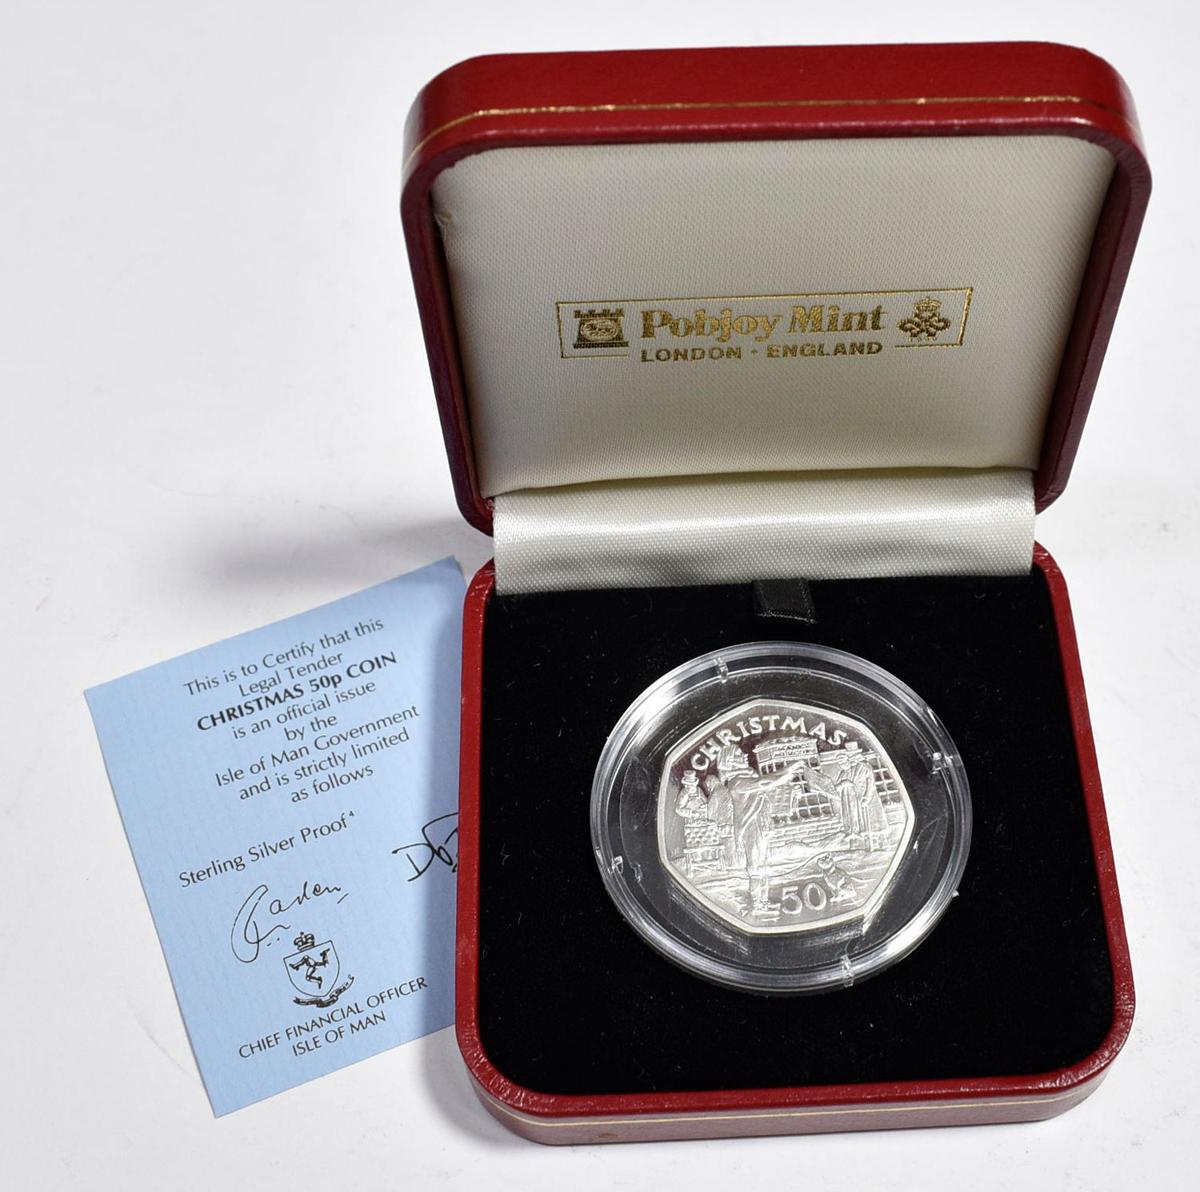 Pobjoy Mint
LONDON · ENGLAND
This is to Certify that this
Legal Tender
CHRISTMAS 50p COIN
is an official issue
by the
Isle of Man Government
and is strictly limited
as follows
Sterling Silver Proof
CHIEF FINANCIAL OFFICER
ISLE OF MAN
CHRISTMAS
50